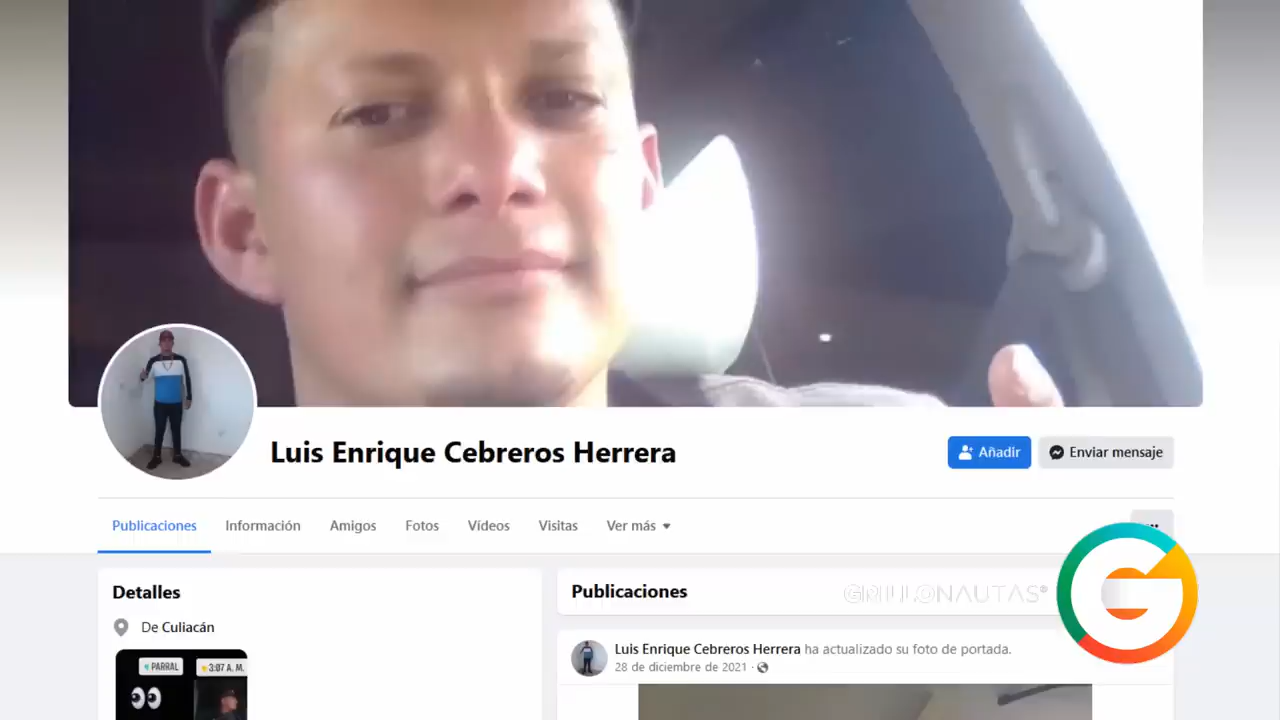 Luis Enrique Cebreros Herrera
Añadir
Enviar mensaje
Publicaciones Información Amigos Fotos Vídeos Visitas Ver más
Detalles
De Culiacán
PARRAL
3:07 A. M.
Publicaciones
GRILLONAUTAS®
Luis Enrique Cebreros Herrera ha actualizado su foto de portada.
28 de diciembre de 2021 ·